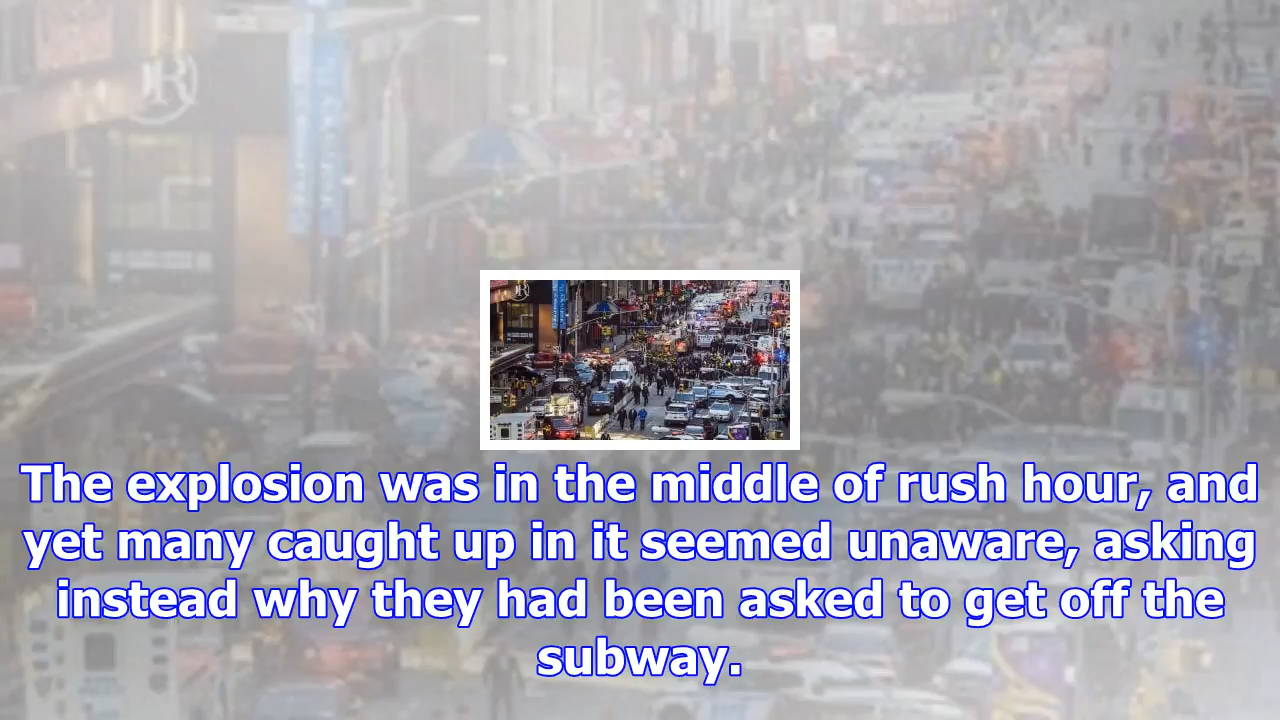 The explosion was in the middle of rush hour, and
yet many caught up in it seemed unaware, asking
instead why they had been asked to get off the
subway.